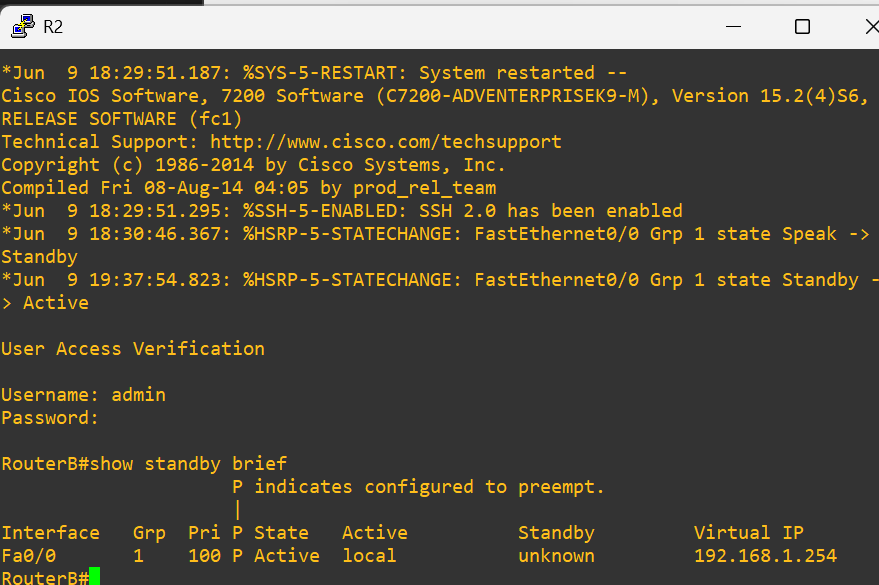 R2
*Jun  9 18:29:51.187: %SYS-5-RESTART: System restarted --
Cisco IOS Software, 7200 Software (C7200-ADVENTERPRISEK9-M), Version 15.2(4)S6,
RELEASE SOFTWARE (fc1)
Technical Support: http://www.cisco.com/techsupport
Copyright (c) 1986-2014 by Cisco Systems, Inc.
Compiled Fri 08-Aug-14 04:05 by prod_rel_team
*Jun  9 18:29:51.295: %SSH-5-ENABLED: SSH 2.0 has been enabled
*Jun  9 18:30:46.367: %HSRP-5-STATECHANGE: FastEthernet0/0 Grp 1 state Speak ->
Standby
*Jun  9 19:37:54.823: %HSRP-5-STATECHANGE: FastEthernet0/0 Grp 1 state Standby -
> Active
User Access Verification
Username: admin
Password:
RouterB#show standby brief
                     P indicates configured to preempt.
                     |
Interface   Grp  Pri P State   Active          Standby         Virtual IP
Fa0/0       1    100 P Active  local           unknown         192.168.1.254
RouterB#